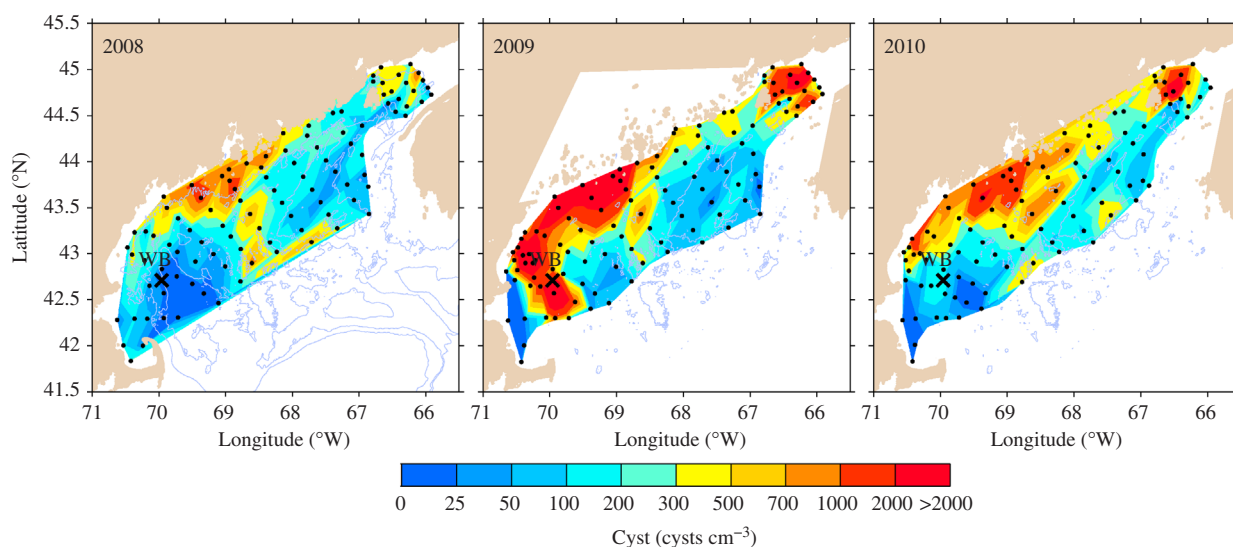 2008
2009
2010
45.5
45
44.5
44
43.5
43
42.5
42
41.5
Latitude (°N)
WB
WB
WB
71 70 69 68 67 66
71 70 69 68 67 66
71 70 69 68 67 66
Longitude (°W)
Longitude (°W)
Longitude (°W)
0 25 50 100 200 300 500 700 1000 2000 >2000
Cyst (cysts cm⁻³)